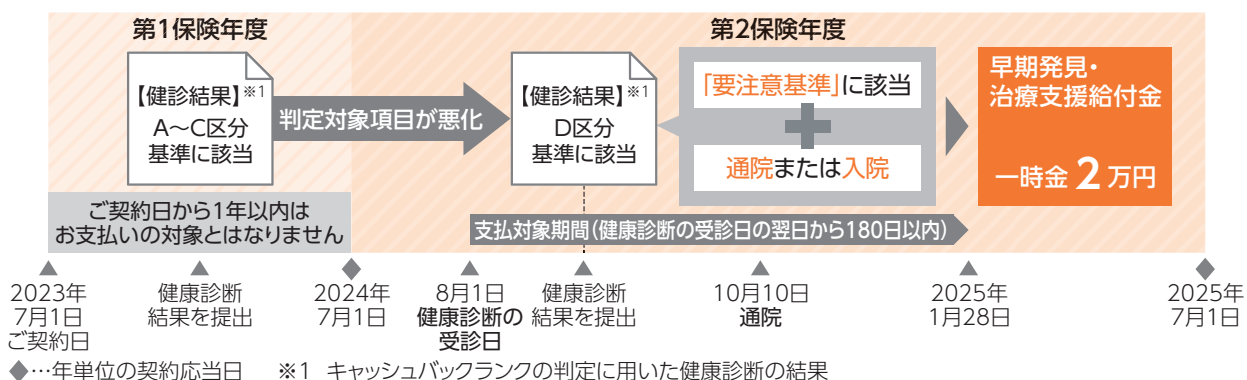 第1保険年度
第2保険年度
【健診結果】※1
A～C区分
基準に該当
判定対象項目が悪化
【健診結果】※1
D区分
基準に該当
「要注意基準」に該当
通院または入院
早期発見・
治療支援給付金
一時金 2 万円
ご契約日から1年以内は
お支払いの対象とはなりません
支払対象期間(健康診断の受診日の翌日から180日以内)
2023年
7月1日
ご契約日
健康診断
結果を提出
2024年
7月1日
8月1日
健康診断の
受診日
健康診断
結果を提出
10月10日
通院
2025年
1月28日
2025年
7月1日
◆…年単位の契約応当日 ※1 キャッシュバックランクの判定に用いた健康診断の結果